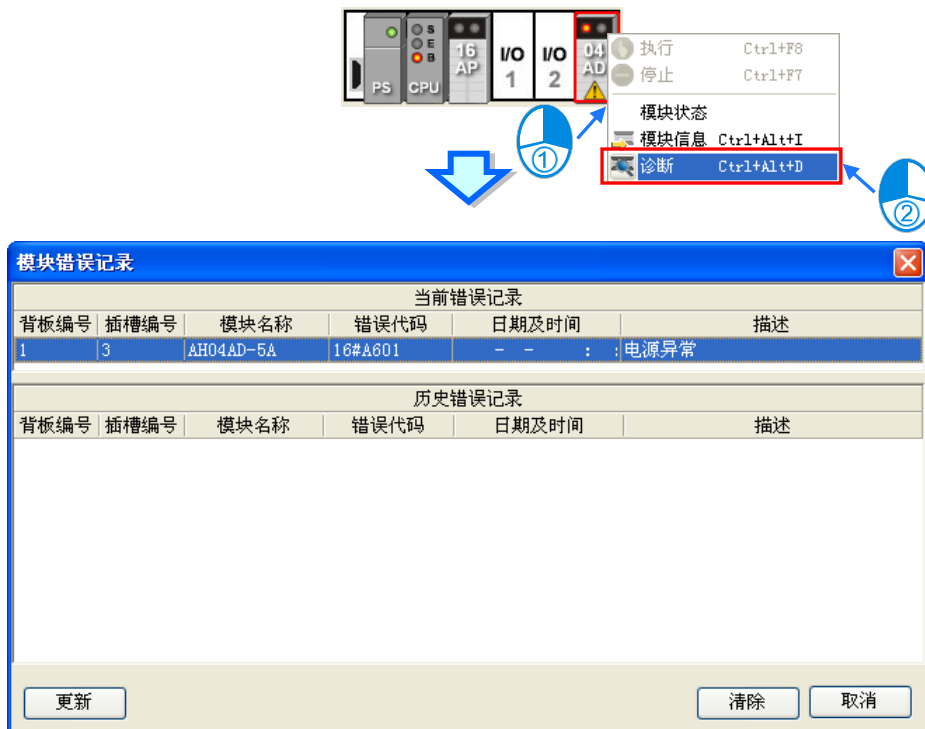 S
E
B
PS
CPU
16
AP
I/O
1
I/O
2
04
AD
执行 Ctrl+F8
停止 Ctrl+F7
模块状态
模块信息 Ctrl+Alt+I
诊断 Ctrl+Alt+D
①
②
模块错误记录
当前错误记录
背板编号 插槽编号 模块名称 错误代码 日期及时间 描述
1 3 AH04AD-5A 16#A601 - - : : 电源异常
历史错误记录
背板编号 插槽编号 模块名称 错误代码 日期及时间 描述
更新 清除 取消